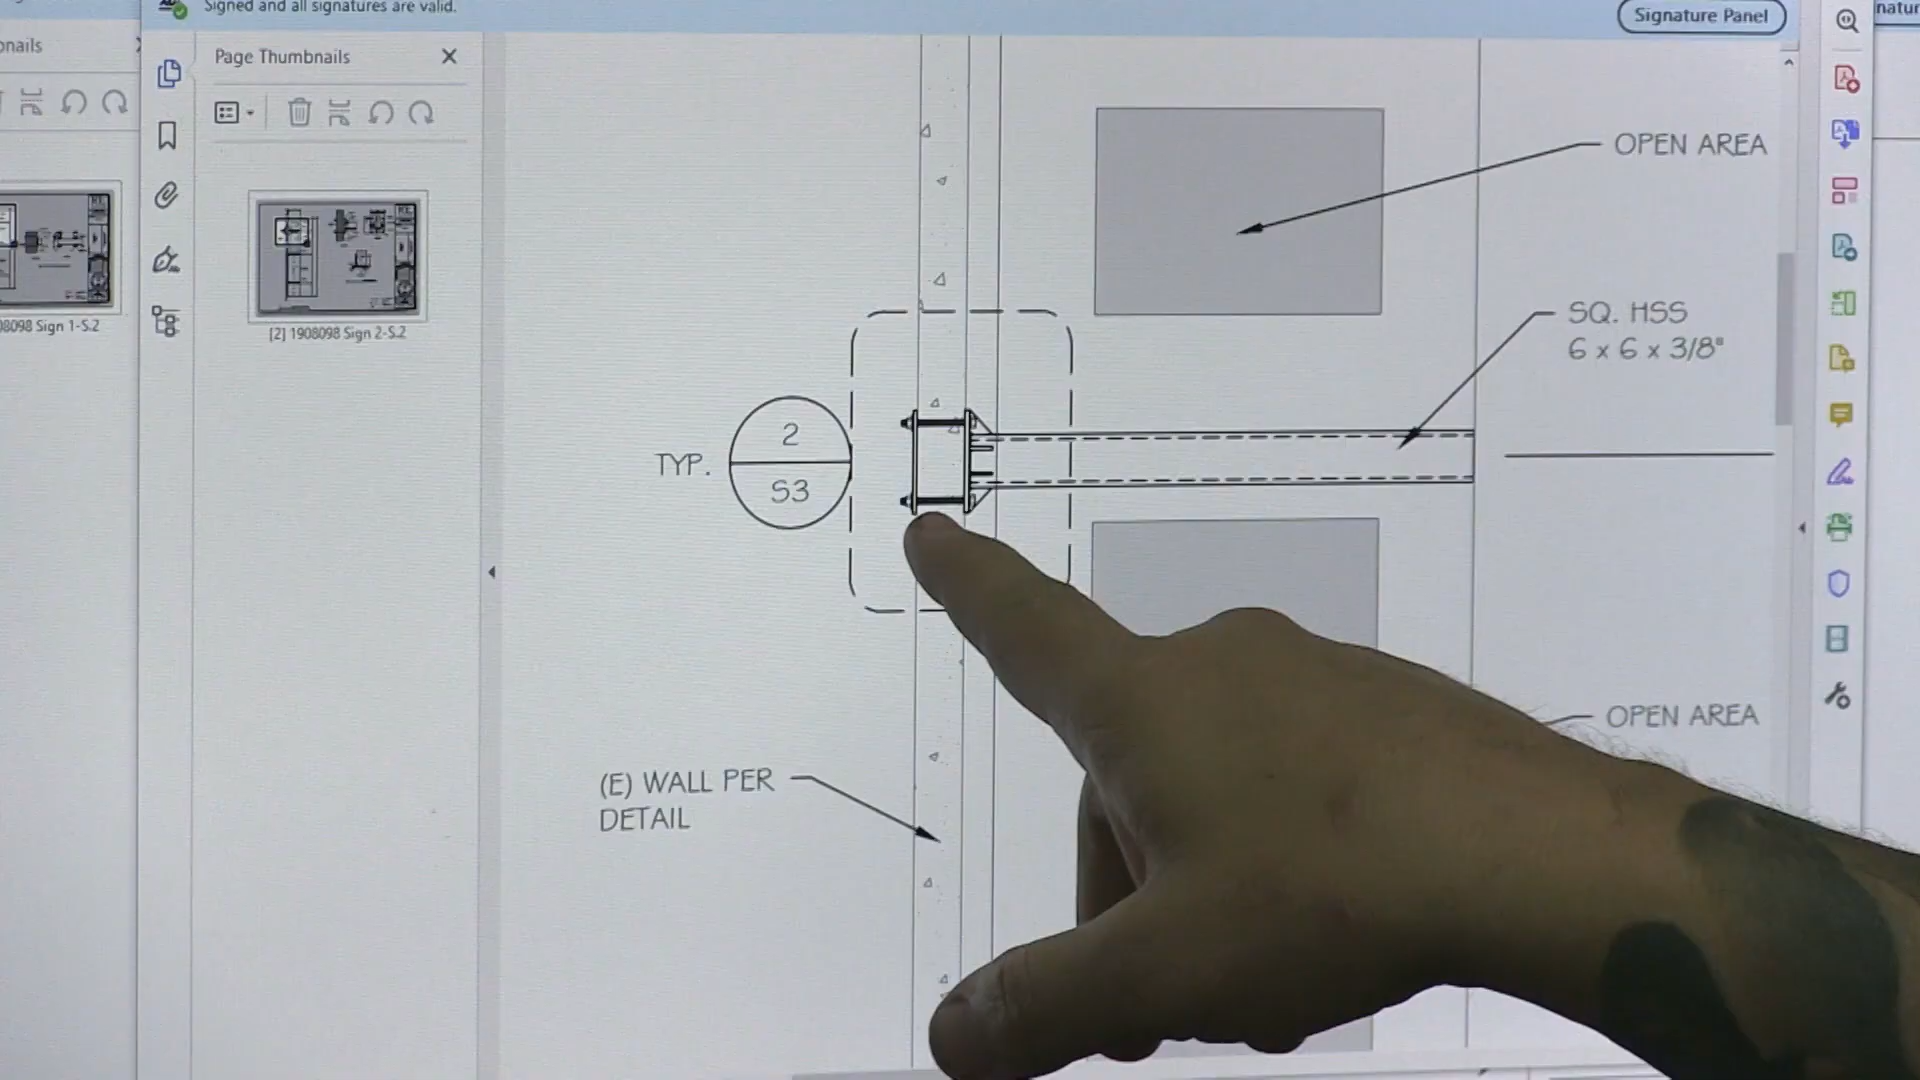 Signed and all signatures are valid.
Signature Panel
Page Thumbnails
08098 Sign 1-S.2
[2] 1908098 Sign 2-S.2
OPEN AREA
SQ. HSS
6 x 6 x 3/8"
TYP.
2
S3
OPEN AREA
(E) WALL PER
DETAIL